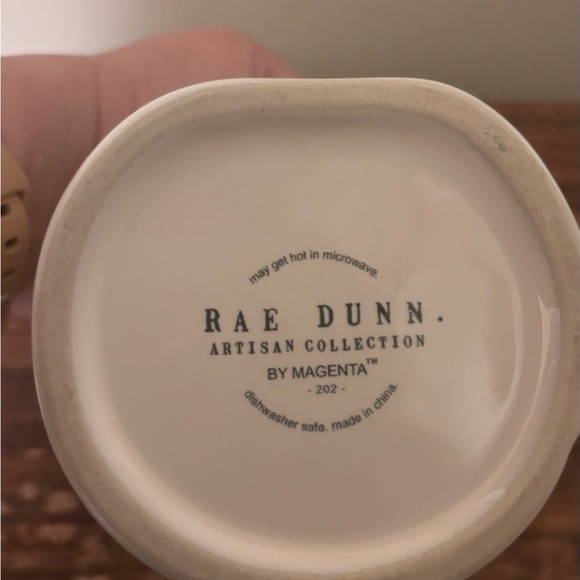 may get hot in microwave.
RAE DUNN.
ARTISAN COLLECTION
BY MAGENTA™
- 202 -
dishwasher safe. made in china.